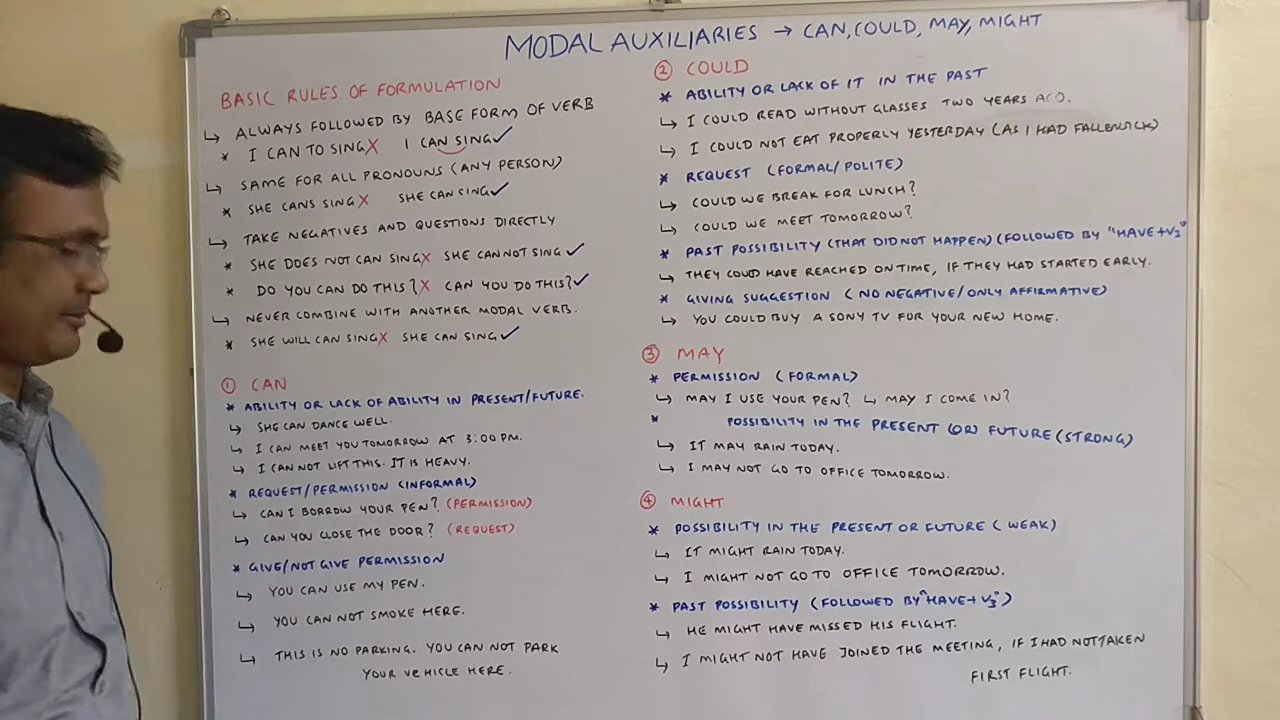 MODAL AUXILIARIES → CAN, COULD, MAY, MIGHT
BASIC RULES OF FORMULATION
↳ ALWAYS FOLLOWED BY BASE FORM OF VERB
* I CAN TO SING ✗ I CAN SING ✓
↳ SAME FOR ALL PRONOUNS (ANY PERSON)
* SHE CANS SING ✗ SHE CAN SING ✓
↳ TAKE NEGATIVES AND QUESTIONS DIRECTLY
* SHE DOES NOT CAN SING ✗ SHE CANNOT SING ✓
* DO YOU CAN DO THIS? ✗ CAN YOU DO THIS? ✓
↳ NEVER COMBINE WITH ANOTHER MODAL VERB.
* SHE WILL CAN SING ✗ SHE CAN SING ✓
① CAN
* ABILITY OR LACK OF ABILITY IN PRESENT/FUTURE.
↳ SHE CAN DANCE WELL.
↳ I CAN MEET YOU TOMORROW AT 3:00 PM.
↳ I CAN NOT LIFT THIS. IT IS HEAVY.
* REQUEST/PERMISSION (INFORMAL)
↳ CAN I BORROW YOUR PEN? (PERMISSION)
↳ CAN YOU CLOSE THE DOOR? (REQUEST)
* GIVE/NOT GIVE PERMISSION
↳ YOU CAN USE MY PEN.
↳ YOU CAN NOT SMOKE HERE.
↳ THIS IS NO PARKING. YOU CAN NOT PARK
YOUR VEHICLE HERE.
② COULD
* ABILITY OR LACK OF IT IN THE PAST
↳ I COULD READ WITHOUT GLASSES TWO YEARS AGO.
↳ I COULD NOT EAT PROPERLY YESTERDAY (AS I HAD FALLEN SICK)
* REQUEST (FORMAL/POLITE)
↳ COULD WE BREAK FOR LUNCH?
↳ COULD WE MEET TOMORROW?
* PAST POSSIBILITY (THAT DID NOT HAPPEN) (FOLLOWED BY "HAVE+V3"
↳ THEY COULD HAVE REACHED ON TIME, IF THEY HAD STARTED EARLY.
* GIVING SUGGESTION (NO NEGATIVE/ONLY AFFIRMATIVE)
↳ YOU COULD BUY A SONY TV FOR YOUR NEW HOME.
③ MAY
* PERMISSION (FORMAL)
↳ MAY I USE YOUR PEN? ↳ MAY I COME IN?
* POSSIBILITY IN THE PRESENT (OR) FUTURE (STRONG)
↳ IT MAY RAIN TODAY.
↳ I MAY NOT GO TO OFFICE TOMORROW.
④ MIGHT
* POSSIBILITY IN THE PRESENT OR FUTURE (WEAK)
↳ IT MIGHT RAIN TODAY.
↳ I MIGHT NOT GO TO OFFICE TOMORROW.
* PAST POSSIBILITY (FOLLOWED BY "HAVE+V3")
↳ HE MIGHT HAVE MISSED HIS FLIGHT.
↳ I MIGHT NOT HAVE JOINED THE MEETING, IF I HAD NOT TAKEN
FIRST FLIGHT.